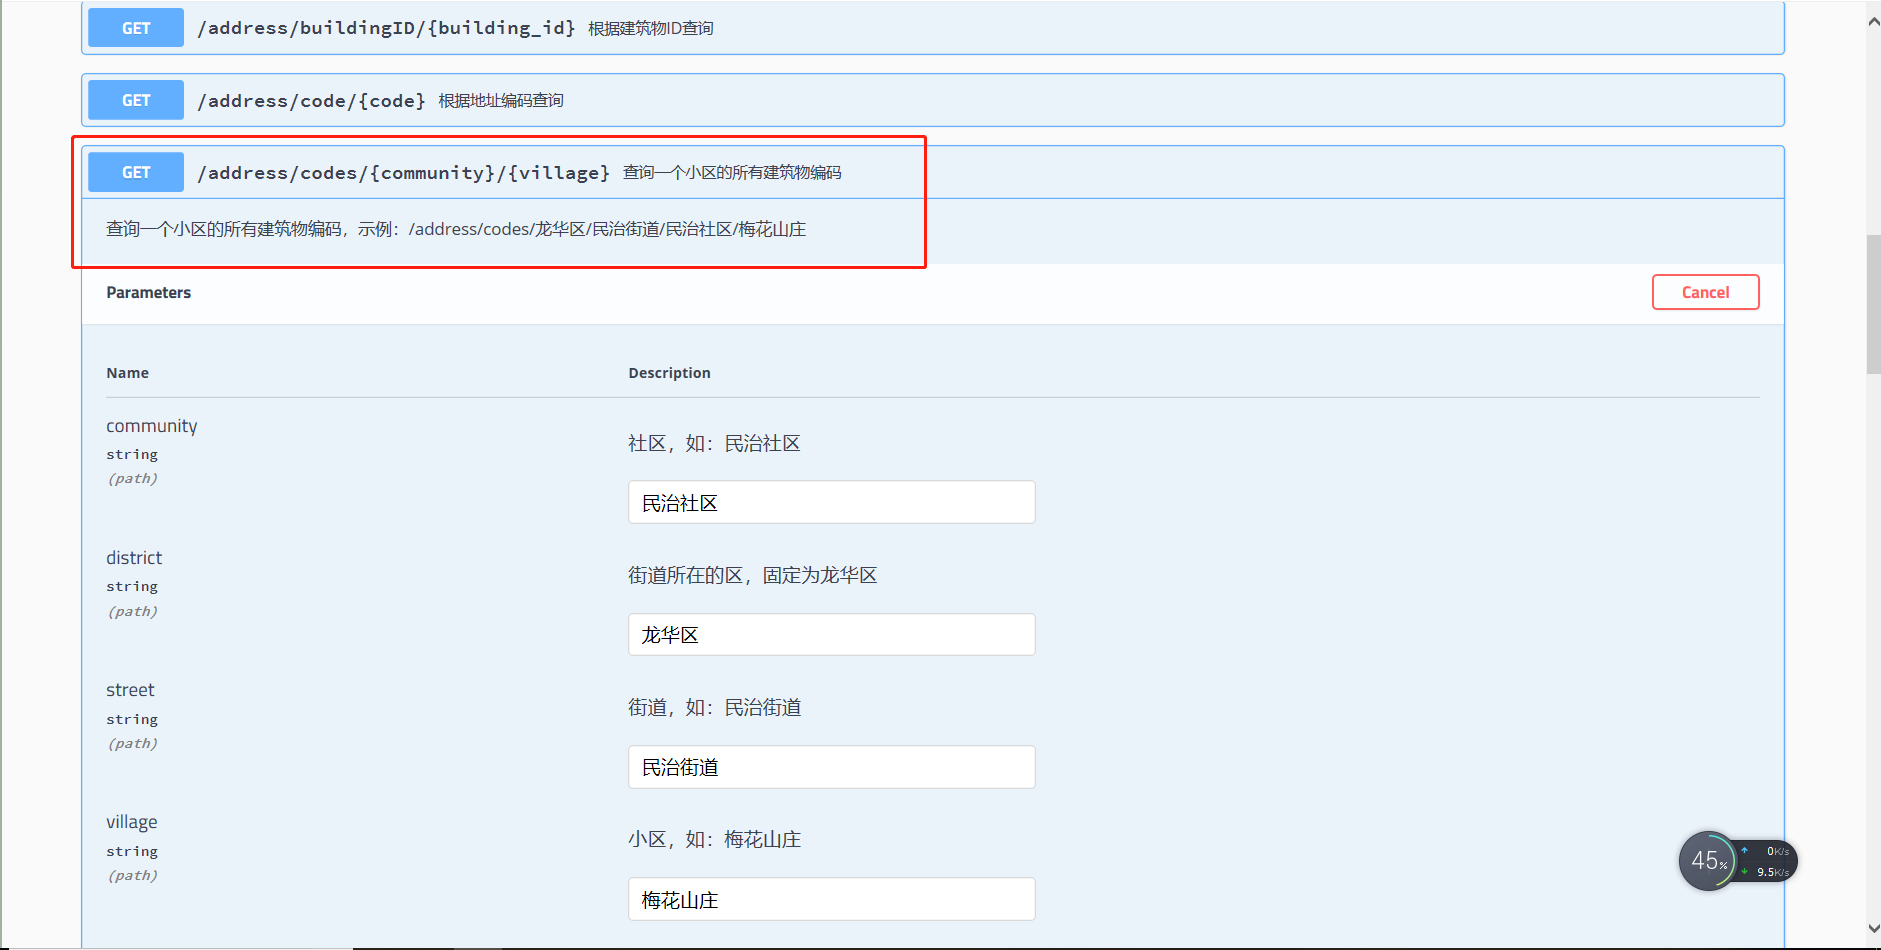 GET /address/buildingID/{building_id} 根据建筑物ID查询
GET /address/code/{code} 根据地址编码查询
GET /address/codes/{community}/{village} 查询一个小区的所有建筑物编码
查询一个小区的所有建筑物编码，示例：/address/codes/龙华区/民治街道/民治社区/梅花山庄
Parameters
Cancel
Name Description
community
string
(path)
社区，如：民治社区
民治社区
district
string
(path)
街道所在的区，固定为龙华区
龙华区
street
string
(path)
街道，如：民治街道
民治街道
village
string
(path)
小区，如：梅花山庄
梅花山庄
45%
0K/s
9.5K/s